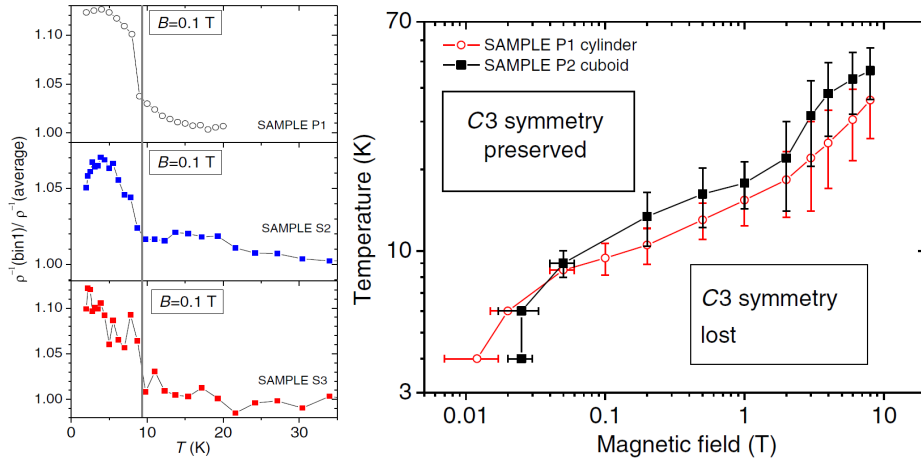 B=0.1 T
SAMPLE P1
1.10
1.05
1.00
B=0.1 T
SAMPLE S2
1.05
1.00
B=0.1 T
SAMPLE S3
1.10
1.05
1.00
ρ⁻¹(bin1)/ ρ⁻¹(average)
0 10 20 30
T (K)
70
10
3
Temperature (K)
SAMPLE P1 cylinder
SAMPLE P2 cuboid
C3 symmetry
preserved
C3 symmetry
lost
0.01 0.1 1 10
Magnetic field (T)